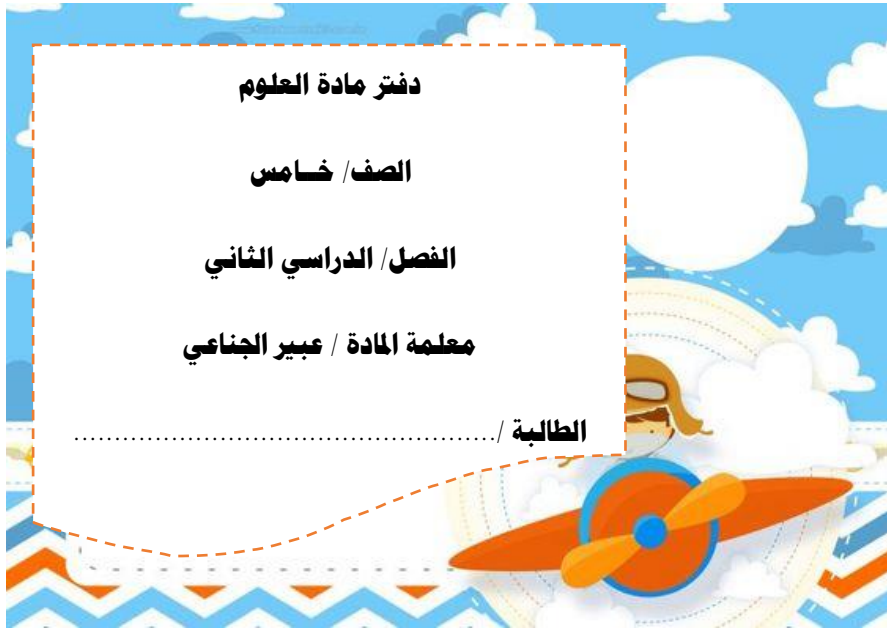 دفتر مادة العلوم
الصف/ خـــامس
الفصل/ الدراسي الثاني
معلمة المادة / عبير الجناعي
الطالبة /....................................................